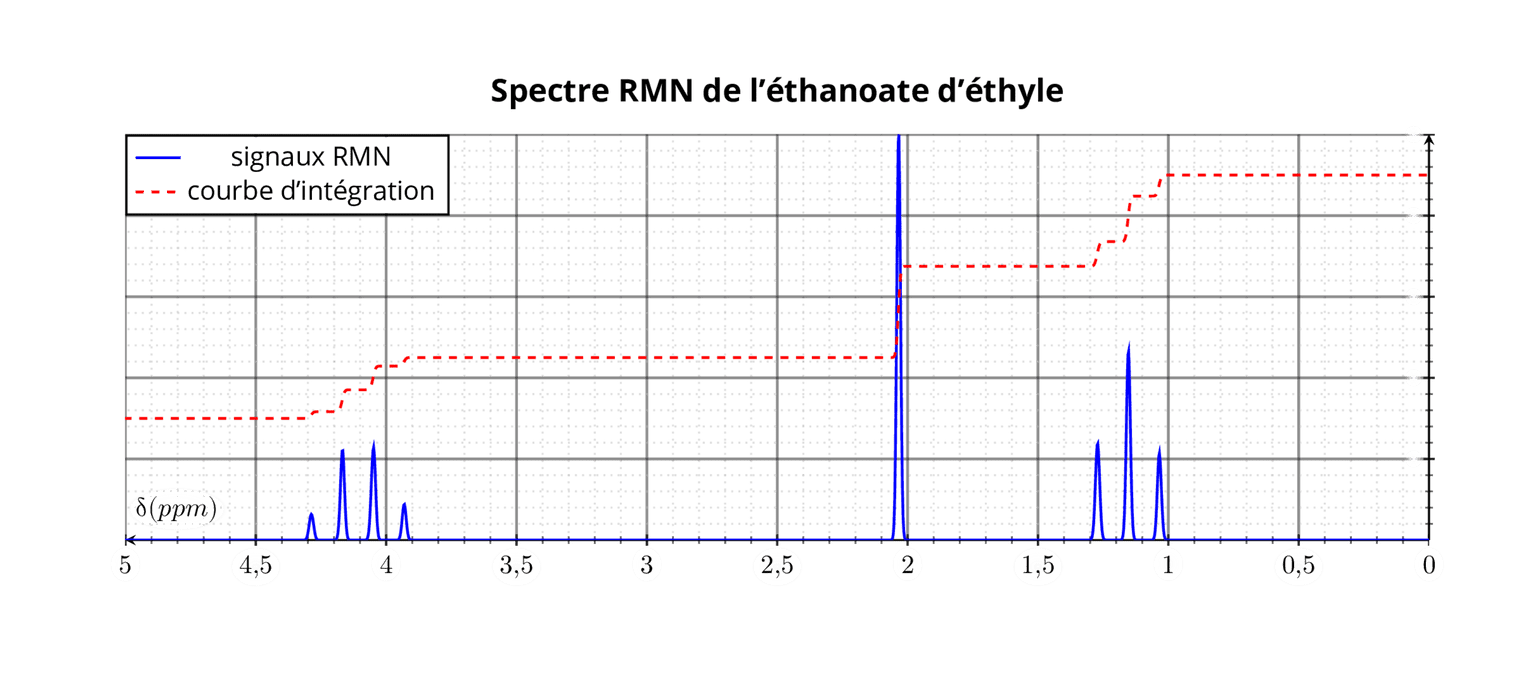 Spectre RMN de l’éthanoate d’éthyle
signaux RMN
courbe d’intégration
δ(ppm)
5 4,5 4 3,5 3 2,5 2 1,5 1 0,5 0